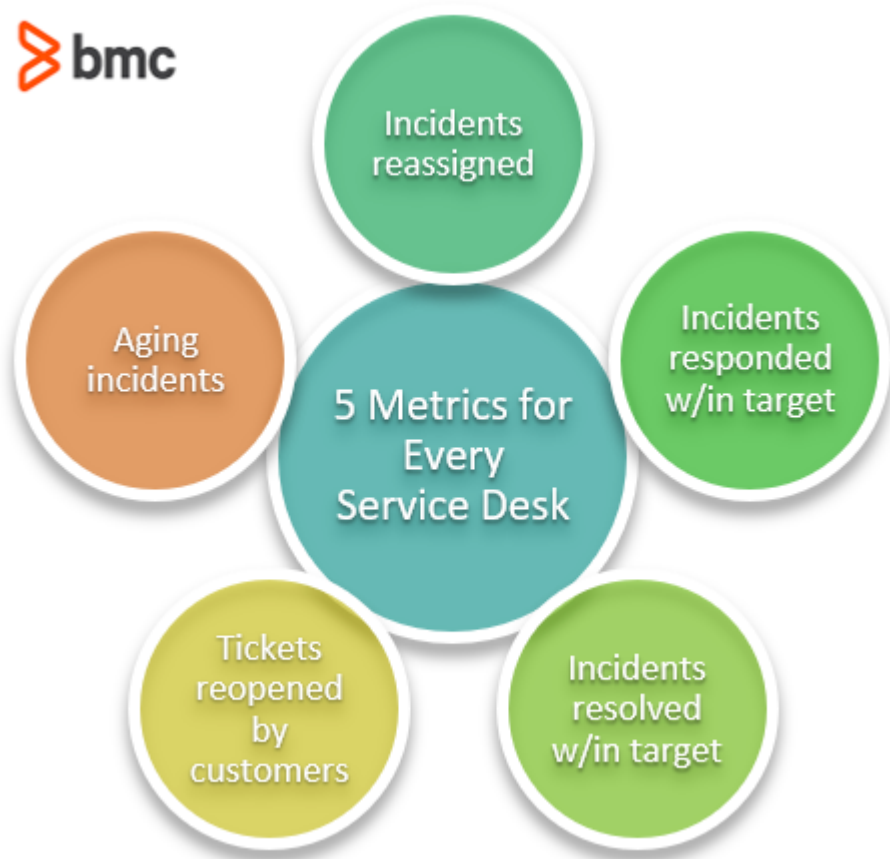 bmc
Incidents
reassigned
Incidents
responded
w/in target
Incidents
resolved
w/in target
Tickets
reopened
by
customers
Aging
incidents
5 Metrics for
Every
Service Desk